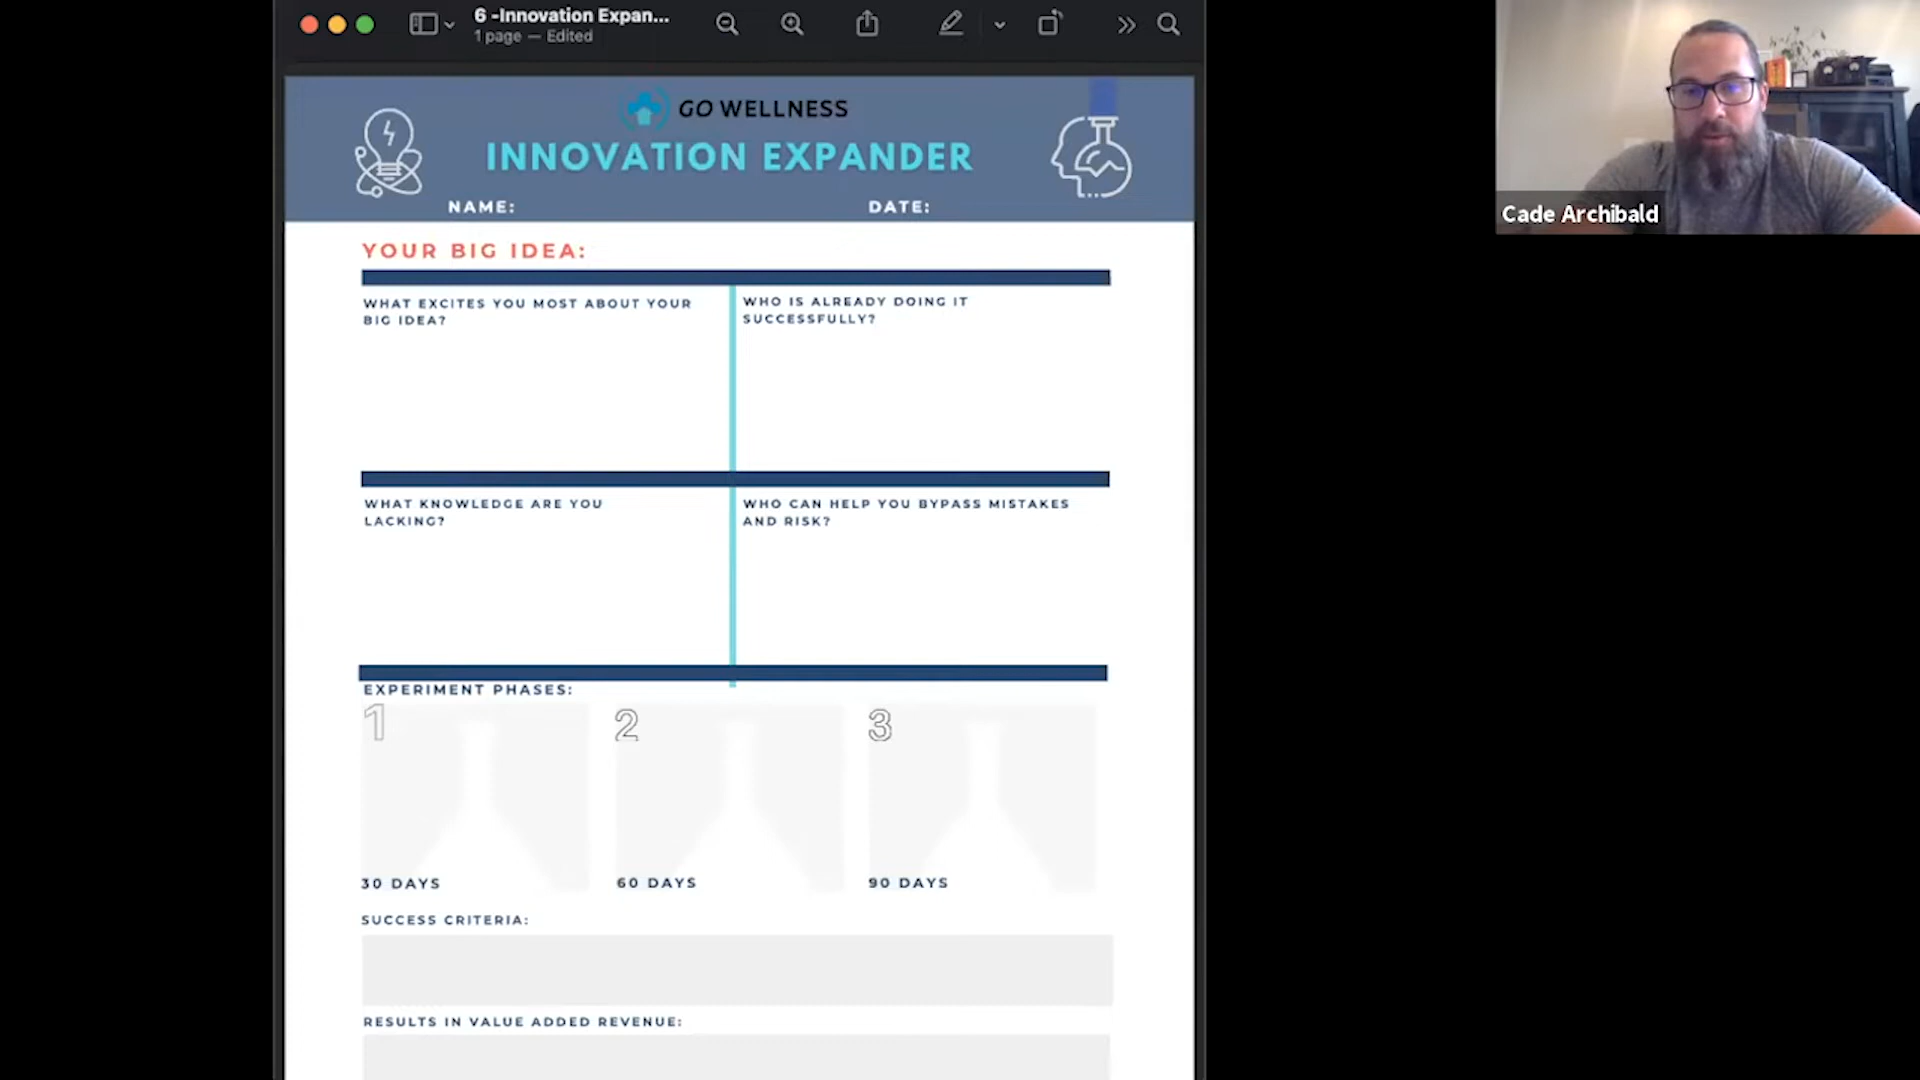 6 -Innovation Expan...
1 page — Edited
GO WELLNESS
INNOVATION EXPANDER
NAME:
DATE:
YOUR BIG IDEA:
WHAT EXCITES YOU MOST ABOUT YOUR
BIG IDEA?
WHO IS ALREADY DOING IT
SUCCESSFULLY?
WHAT KNOWLEDGE ARE YOU
LACKING?
WHO CAN HELP YOU BYPASS MISTAKES
AND RISK?
EXPERIMENT PHASES:
1
2
3
30 DAYS
60 DAYS
90 DAYS
SUCCESS CRITERIA:
RESULTS IN VALUE ADDED REVENUE:
Cade Archibald